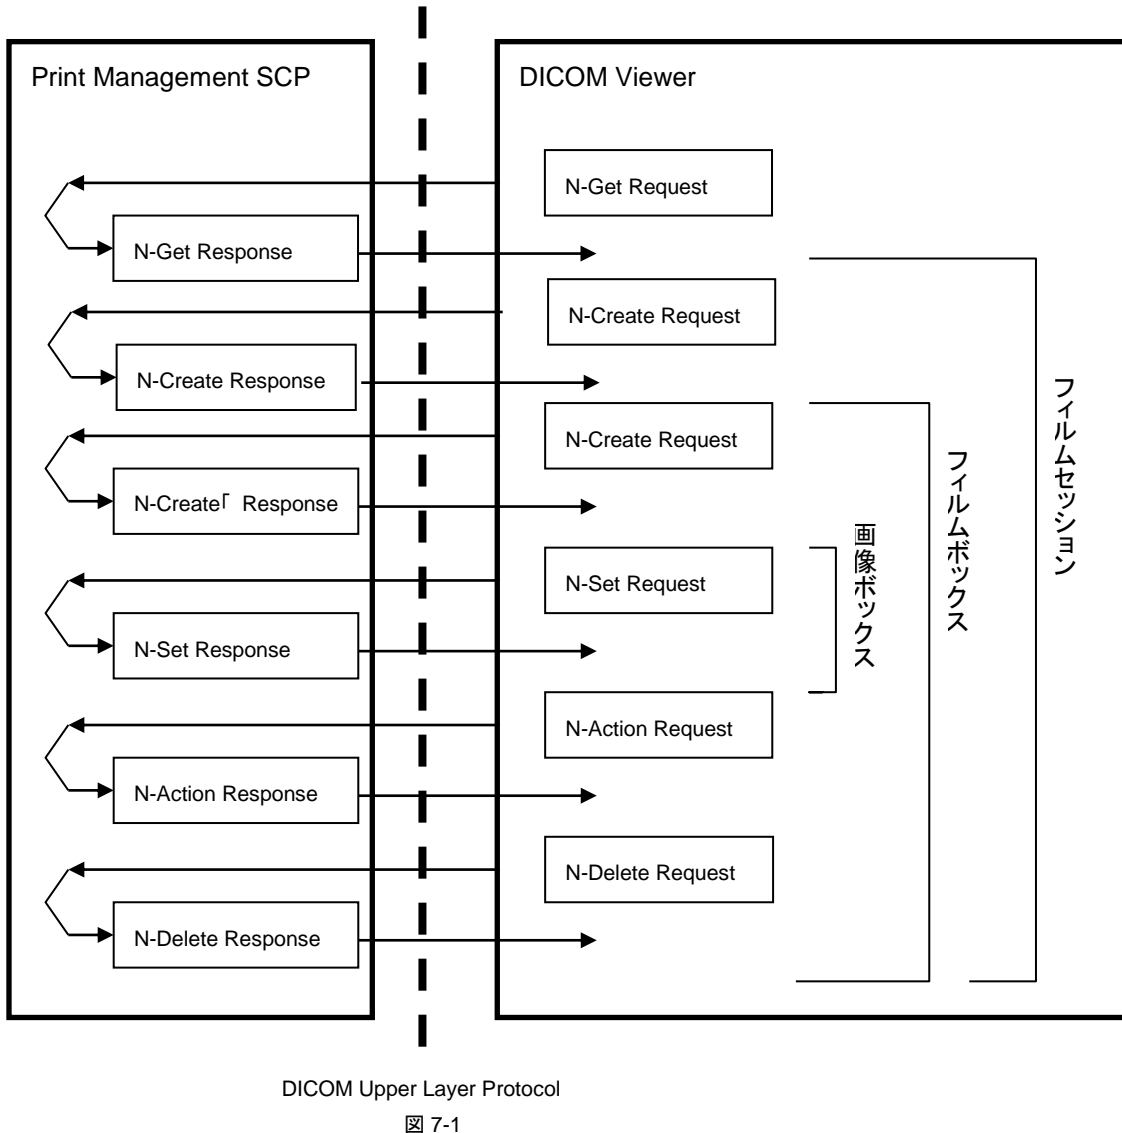 Print Management SCP
DICOM Viewer
N-Get Request
N-Get Response
N-Create Request
N-Create Response
N-Create Request
N-Create「 Response
N-Set Request
N-Set Response
N-Action Request
N-Action Response
N-Delete Request
N-Delete Response
画像ボックス
フィルムボックス
フィルムセッション
DICOM Upper Layer Protocol
図 7-1